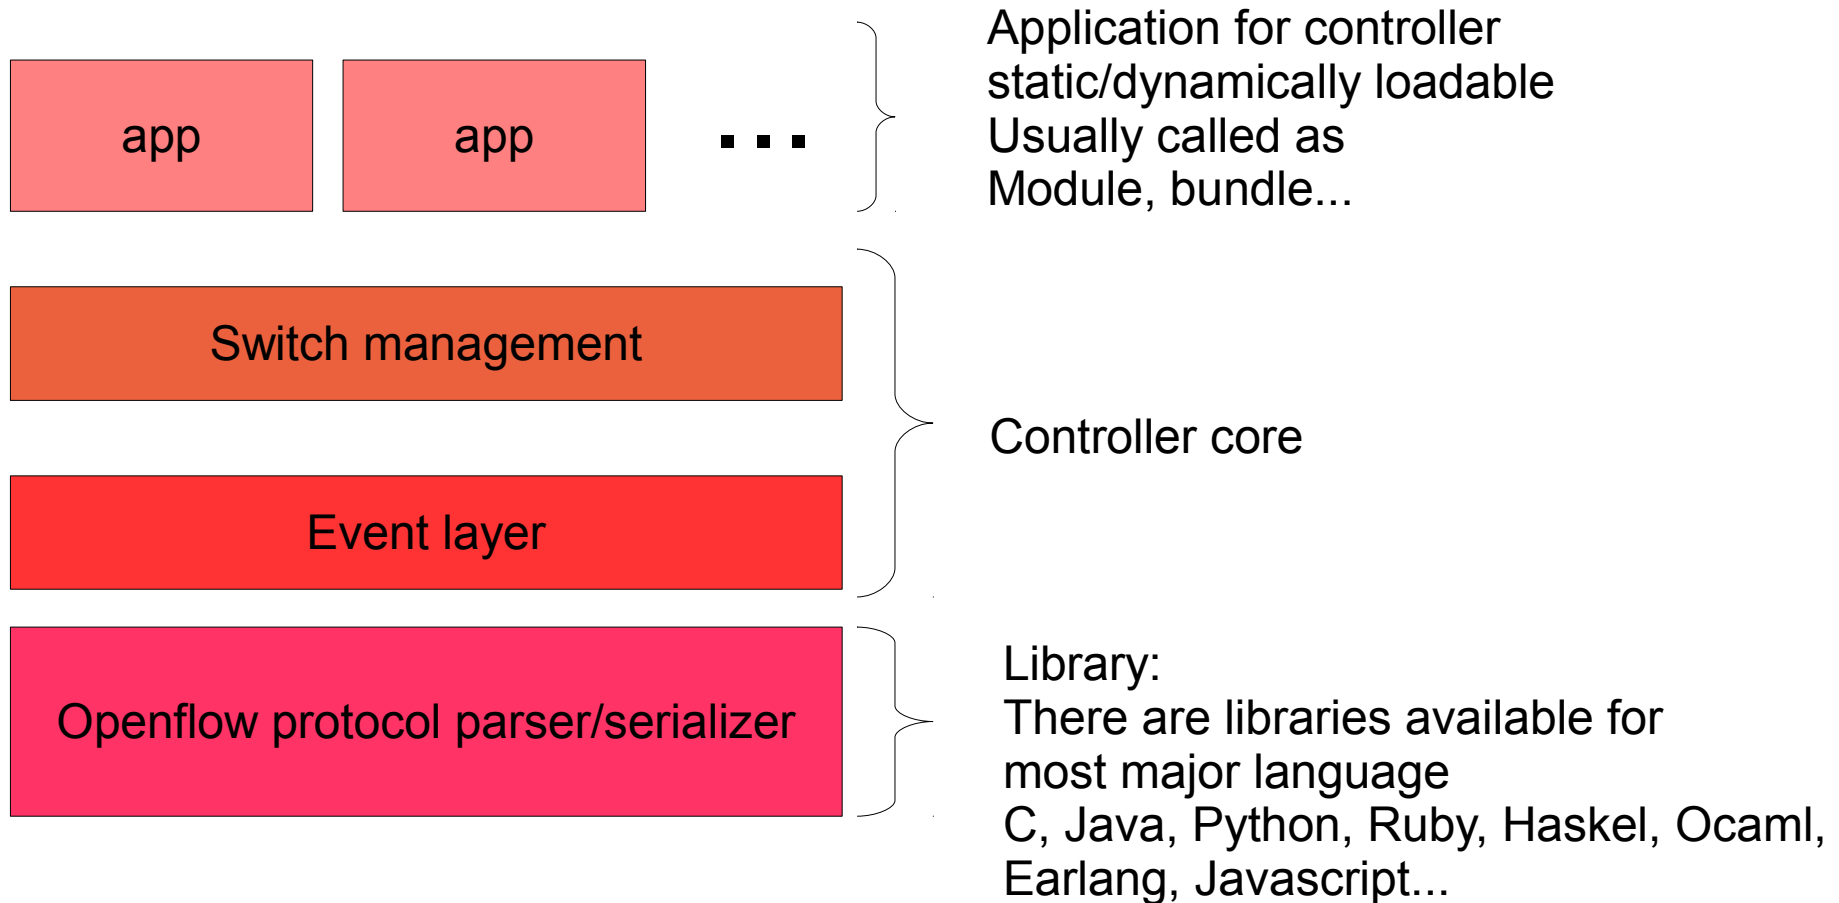 Application for controller
static/dynamically loadable
Usually called as
Module, bundle...
app
app
...
Switch management
Controller core
Event layer
Openflow protocol parser/serializer
Library:
There are libraries available for
most major language
C, Java, Python, Ruby, Haskel, Ocaml,
Earlang, Javascript...